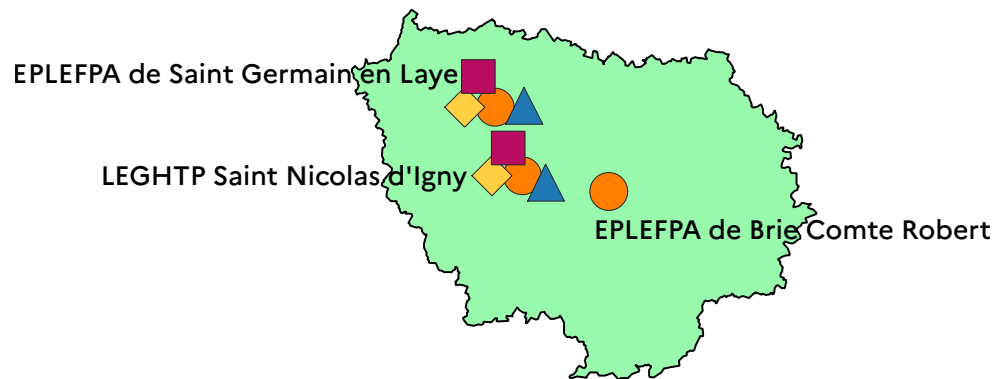 EPLEFPA de Saint Germain en Laye
LEGHTP Saint Nicolas d'Igny
EPLEFPA de Brie Comte Robert